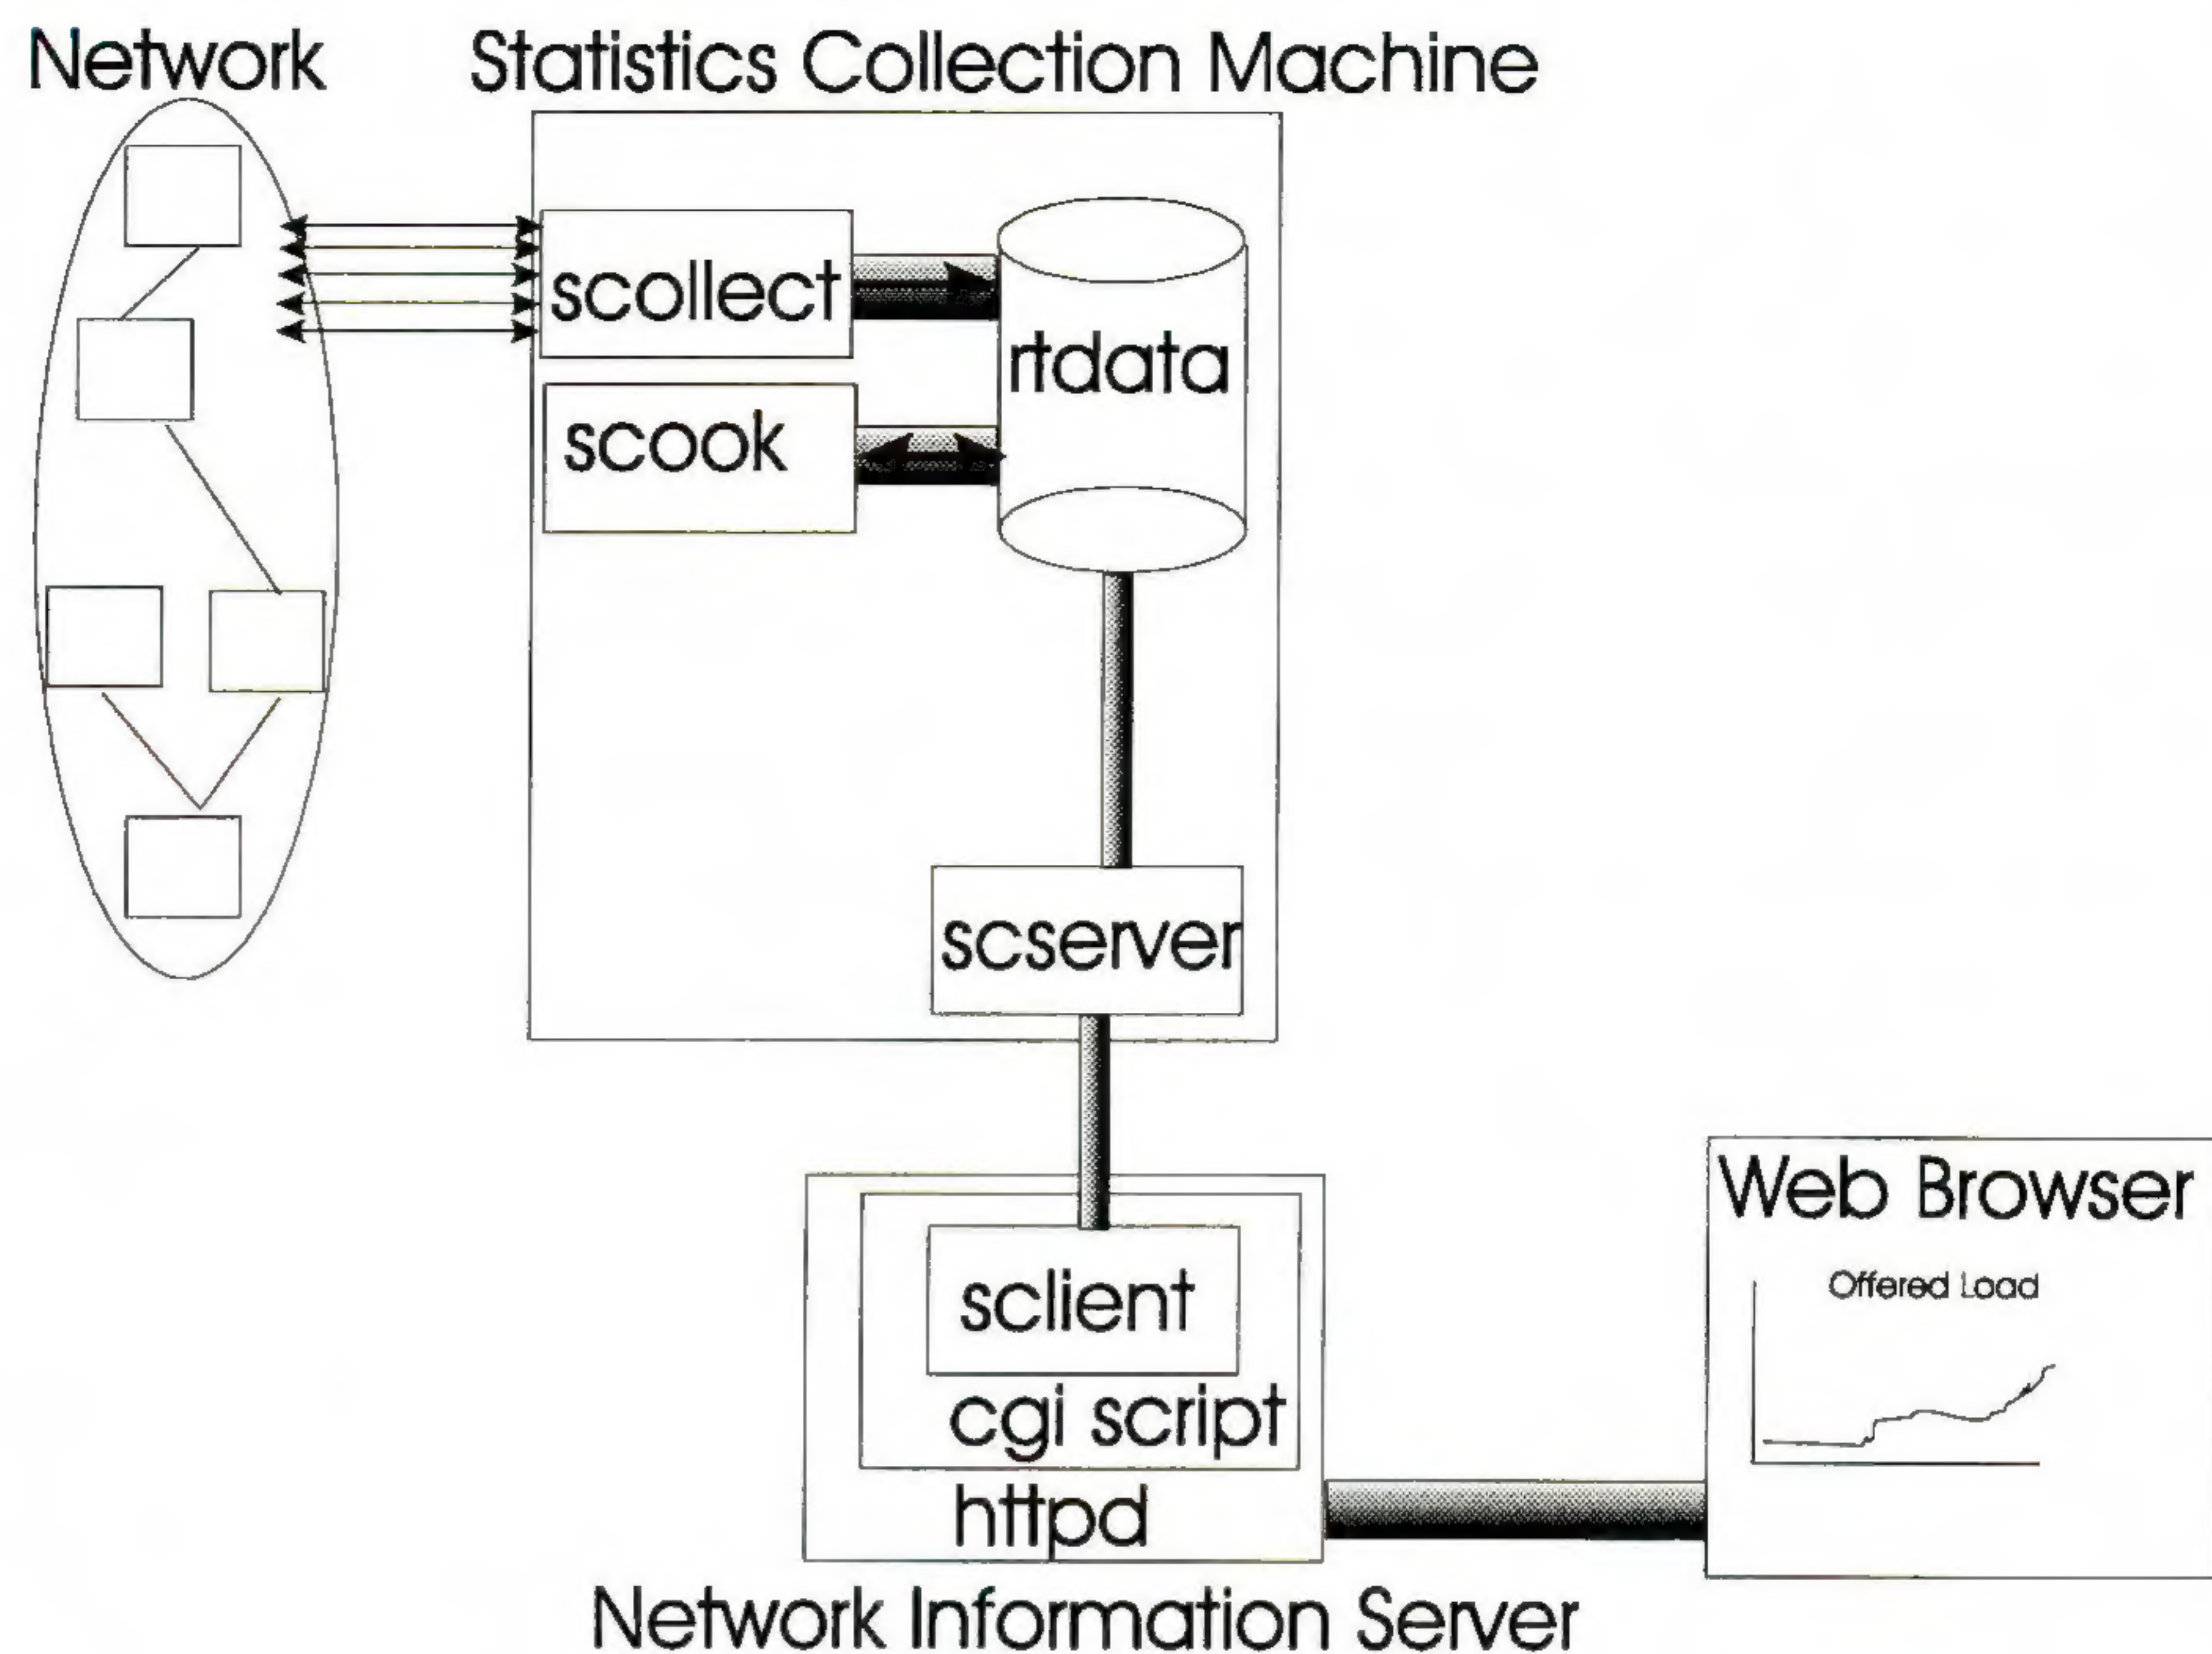 Network
Statistics Collection Machine
scollect
rtdata
scook
scserver
sclient
cgi script
httpd
Network Information Server
Web Browser
Offered Load